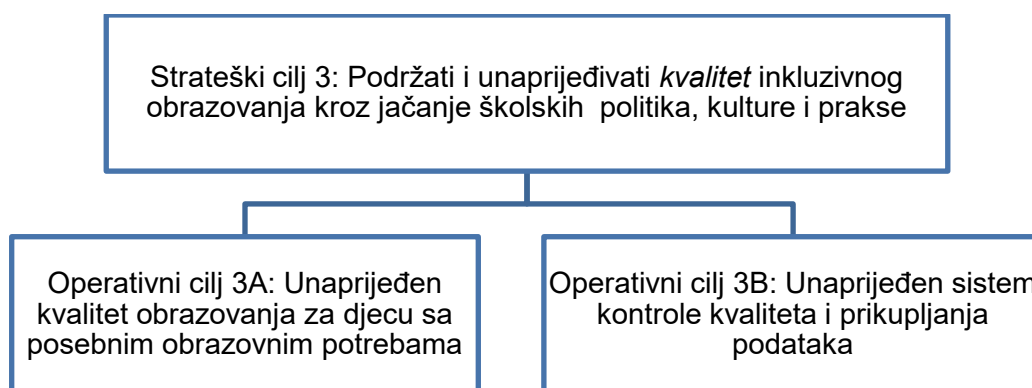 Strateški cilj 3: Podržati i unaprijeđivati kvalitet inkluzivnog
obrazovanja kroz jačanje školskih politika, kulture i prakse
Operativni cilj 3A: Unaprijeđen
kvalitet obrazovanja za djecu sa
posebnim obrazovnim potrebama
Operativni cilj 3B: Unaprijeđen sistem
kontrole kvaliteta i prikupljanja
podataka